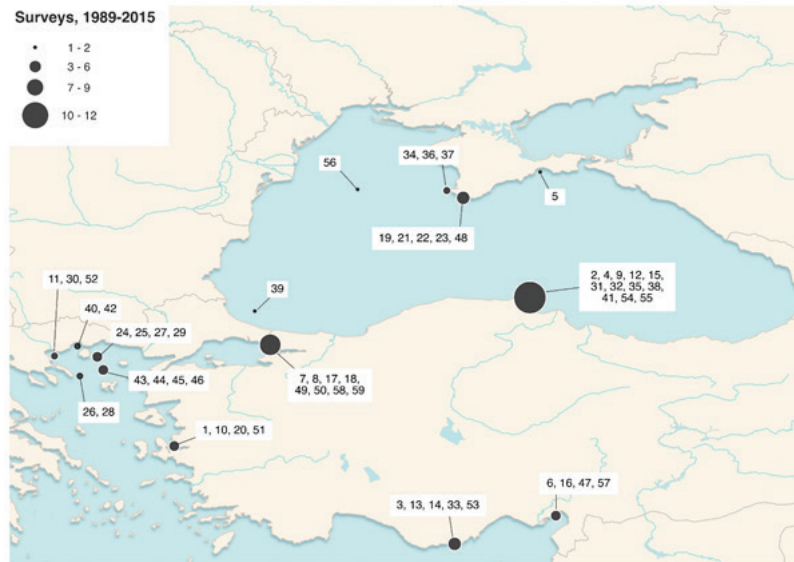 Surveys, 1989-2015
1 - 2
3 - 6
7 - 9
10 - 12
56
34, 36, 37
5
19, 21, 22, 23, 48
2, 4, 9, 12, 15,
31, 32, 35, 38,
41, 54, 55
39
11, 30, 52
40, 42
24, 25, 27, 29
43, 44, 45, 46
7, 8, 17, 18,
49, 50, 58, 59
26, 28
1, 10, 20, 51
6, 16, 47, 57
3, 13, 14, 33, 53